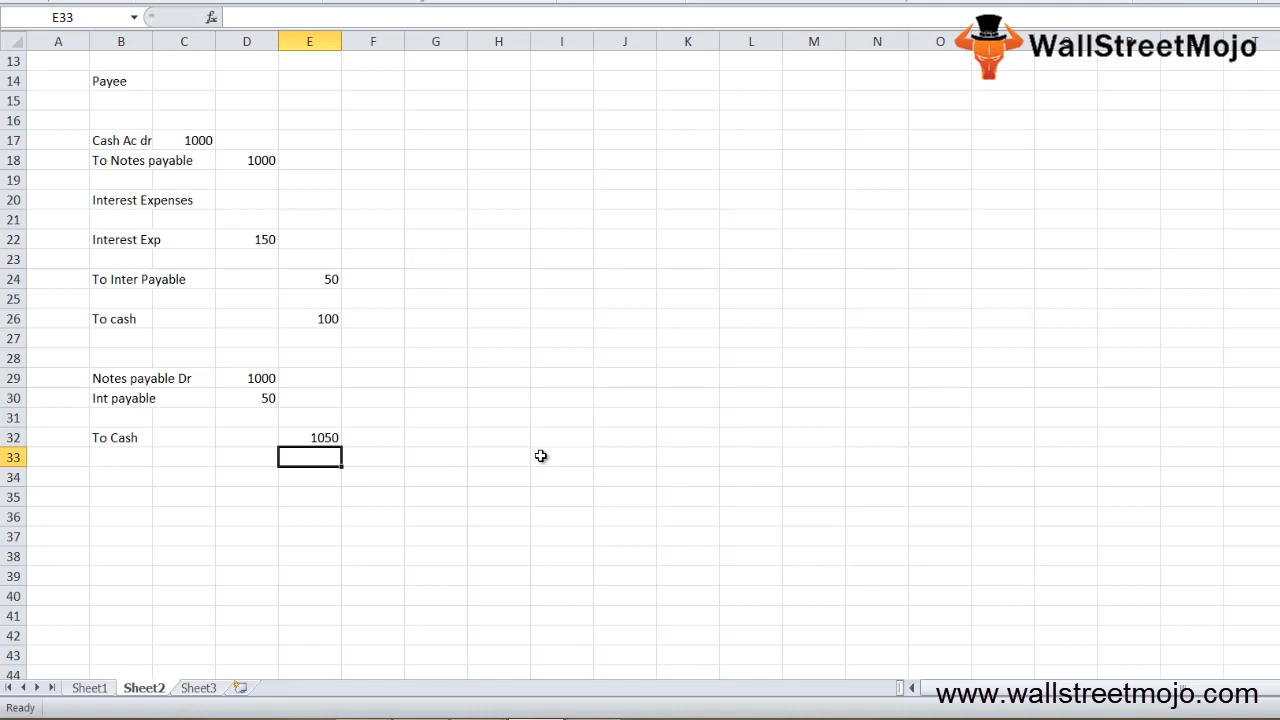 E33
WallStreetMojo
A B C D E F G H J K L M N O
13
14 Payee
15
16
17 Cash Ac dr 1000
18 To Notes payable 1000
19
20 Interest Expenses
21
22 Interest Exp 150
23
24 To Inter Payable 50
25
26 To cash 100
27
28
29 Notes payable Dr 1000
30 Int payable 50
31
32 To Cash 1050
33
34
35
36
37
38
39
40
41
42
43
44
Sheet1 Sheet2 Sheet3
www.wallstreetmojo.com
Ready